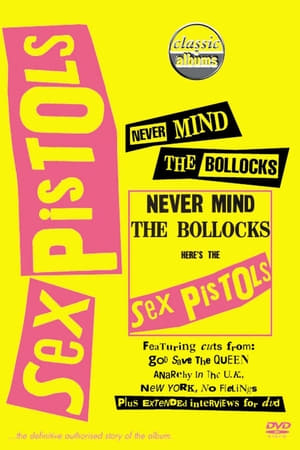 classic
albums
SEX PISTOLS
NEVER MIND
THE BOLLOCKS
NEVER MIND
THE BOLLOCKS
HERE'S THE
SEX PISTOLS
Featuring cuts from:
GOD SAVE THE QUEEN
ANARCHY IN THE U.K.,
NEW YORK, NO FEELINGS
Plus EXTENDED interviews for dvd
...the definitive authorised story of the album
DVD